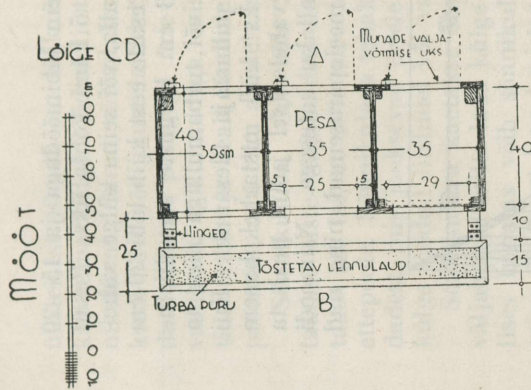 LÕIGE CD
A
MUNADE VÄLJA-
VÕTMISE UKS
PESA
40
35sm
35
35
40
5
25
5
29
HINGED
10
25
15
TÕSTETAV LENNULAUD
TURBA PURU
B
MÕÕT
80 sm
70
60
50
40
30
20
10
0
10